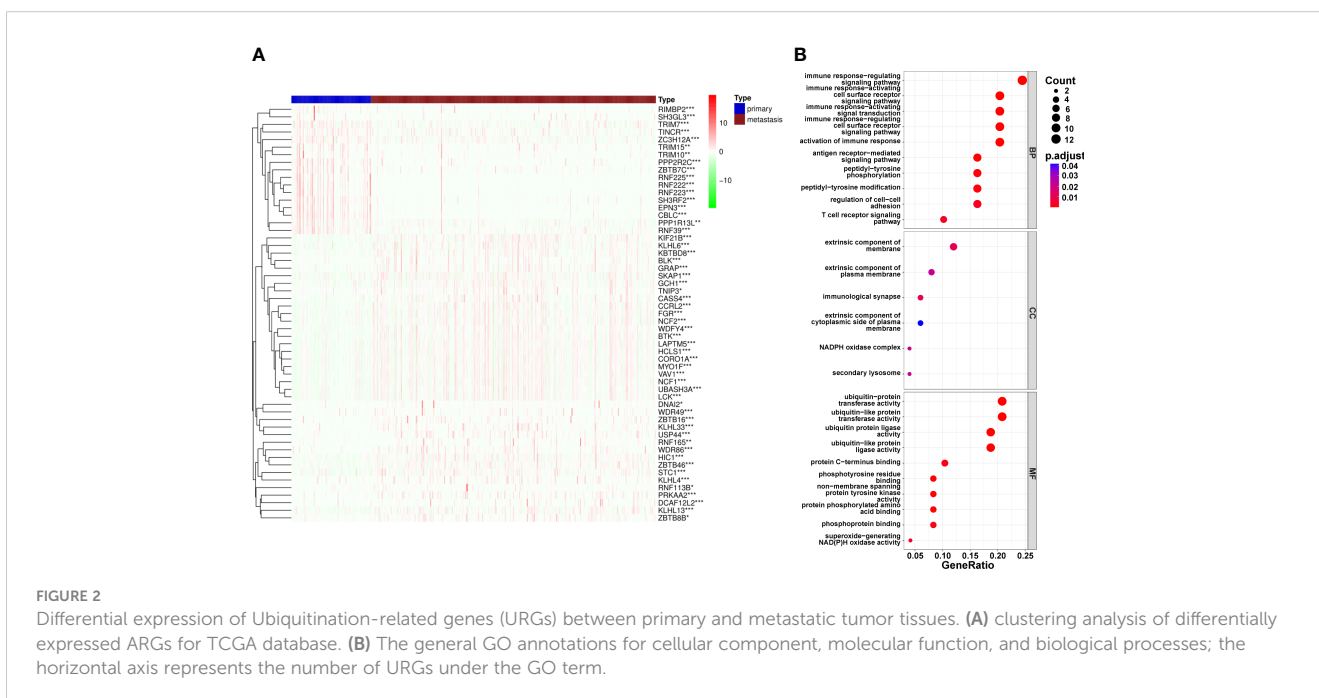 A
Type
RIMBP2***
SH3GL3***
TRIM7***
TINCR***
ZC3H12A***
TRIM15**
TRIM10**
PPP2R2C***
ZBTB7C***
RNF225***
RNF222***
RNF223***
SH3RF2***
EPN3***
CBLC***
PPP1R13L**
RNF39***
KIF21B***
KLHL6***
KBTBD8***
BLK***
GRAP***
SKAP1***
GCH1***
TNIP3*
CASS4***
CCRL2***
FGR***
NCF2***
WDFY4***
BTK***
LAPTM5***
HCLS1***
CORO1A***
MYO1F***
VAV1***
NCF1***
UBASH3A***
LCK***
DNAI2*
WDR49***
ZBTB16***
KLHL33***
USP44***
RNF165**
WDR86***
HIC1***
ZBTB46***
STC1***
KLHL4***
RNF113B*
PRKAA2***
DCAF12L2***
KLHL13***
ZBTB8B*
10
0
−10
Type
primary
metastasis
B
immune response−regulating
signaling pathway
immune response−activating
cell surface receptor
signaling pathway
immune response−activating
signal transduction
immune response−regulating
cell surface receptor
signaling pathway
activation of immune response
antigen receptor−mediated
signaling pathway
peptidyl−tyrosine
phosphorylation
peptidyl−tyrosine modification
regulation of cell−cell
adhesion
T cell receptor signaling
pathway
BP
extrinsic component of
membrane
extrinsic component of
plasma membrane
immunological synapse
extrinsic component of
cytoplasmic side of plasma
membrane
NADPH oxidase complex
secondary lysosome
CC
ubiquitin−protein
transferase activity
ubiquitin−like protein
transferase activity
ubiquitin protein ligase
activity
ubiquitin−like protein
ligase activity
protein C−terminus binding
phosphotyrosine residue
binding
non−membrane spanning
protein tyrosine kinase
activity
protein phosphorylated amino
acid binding
phosphoprotein binding
superoxide−generating
NAD(P)H oxidase activity
MF
0.05 0.10 0.15 0.20 0.25
GeneRatio
Count
2
4
6
8
10
12
p.adjust
0.04
0.03
0.02
0.01
FIGURE 2
Differential expression of Ubiquitination-related genes (URGs) between primary and metastatic tumor tissues. (A) clustering analysis of differentially
expressed ARGs for TCGA database. (B) The general GO annotations for cellular component, molecular function, and biological processes; the
horizontal axis represents the number of URGs under the GO term.